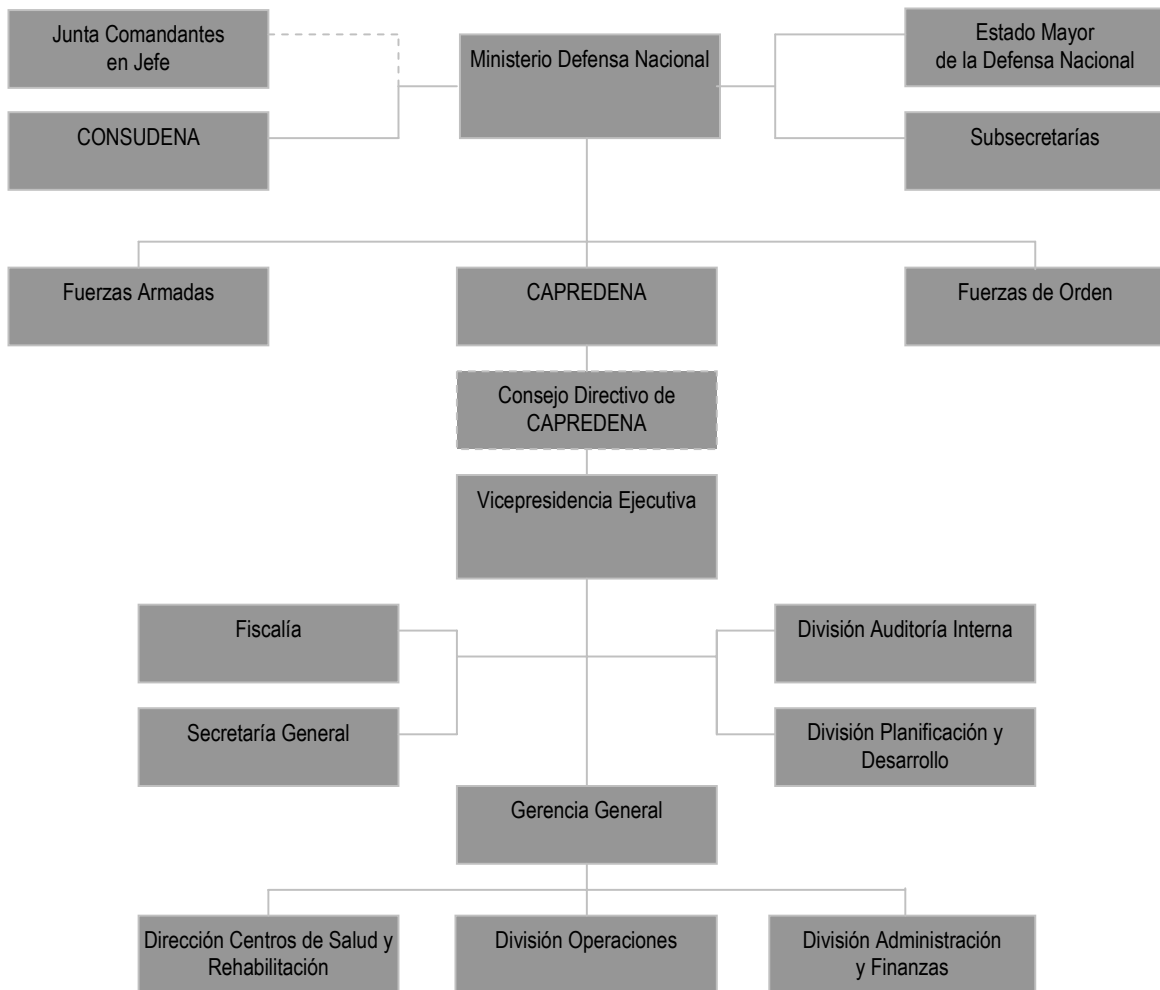 Junta Comandantes
en Jefe
Ministerio Defensa Nacional
Estado Mayor
de la Defensa Nacional
CONSUDENA
Subsecretarías
Fuerzas Armadas
CAPREDENA
Fuerzas de Orden
Consejo Directivo de
CAPREDENA
Vicepresidencia Ejecutiva
Fiscalía
División Auditoría Interna
Secretaría General
División Planificación y
Desarrollo
Gerencia General
Dirección Centros de Salud y
Rehabilitación
División Operaciones
División Administración
y Finanzas